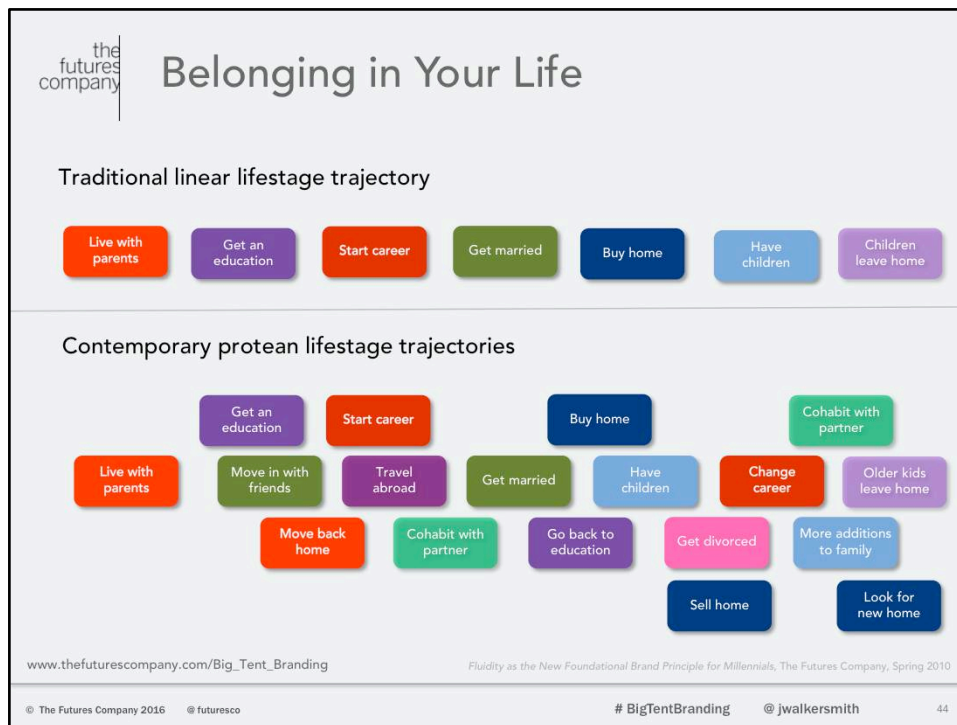 the
futures
company
Belonging in Your Life
Traditional linear lifestage trajectory
Live with
parents
Get an
education
Start career
Get married
Buy home
Have
children
Children
leave home
Contemporary protean lifestage trajectories
Get an
education
Start career
Buy home
Cohabit with
partner
Live with
parents
Move in with
friends
Travel
abroad
Get married
Have
children
Change
career
Older kids
leave home
Move back
home
Cohabit with
partner
Go back to
education
Get divorced
More additions
to family
Sell home
Look for
new home
www.thefuturescompany.com/Big_Tent_Branding
Fluidity as the New Foundational Brand Principle for Millennials, The Futures Company, Spring 2010
© The Futures Company 2016 @ futuresco # BigTentBranding @ jwalkersmith 44